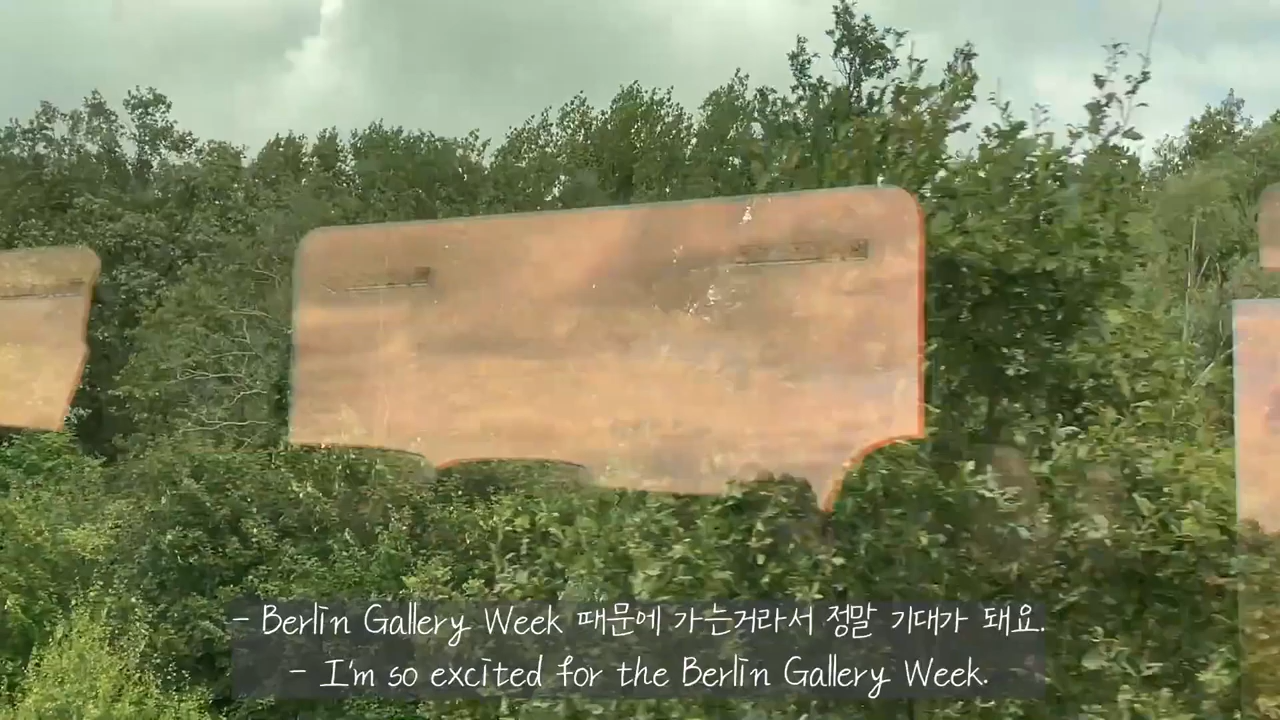 - Berlin Gallery Week 때문에 가는거라서 정말 기대가 돼요.
- I'm so excited for the Berlin Gallery Week.